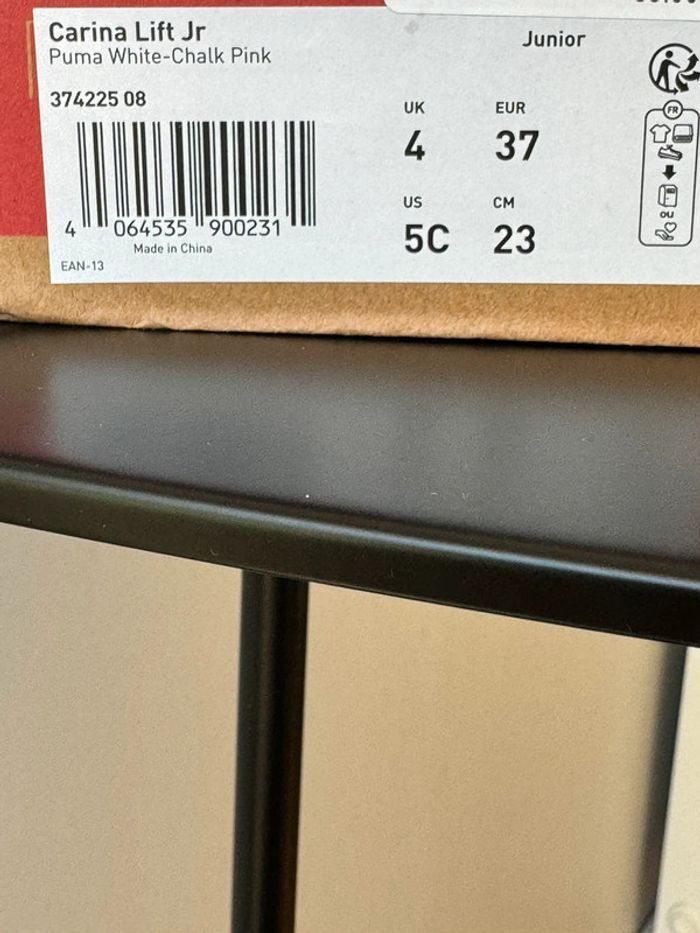 Carina Lift Jr
Puma White-Chalk Pink
Junior
374225 08
UK
EUR
4
37
US
CM
5C
23
4 064535 900231
Made in China
EAN-13
FR
OU